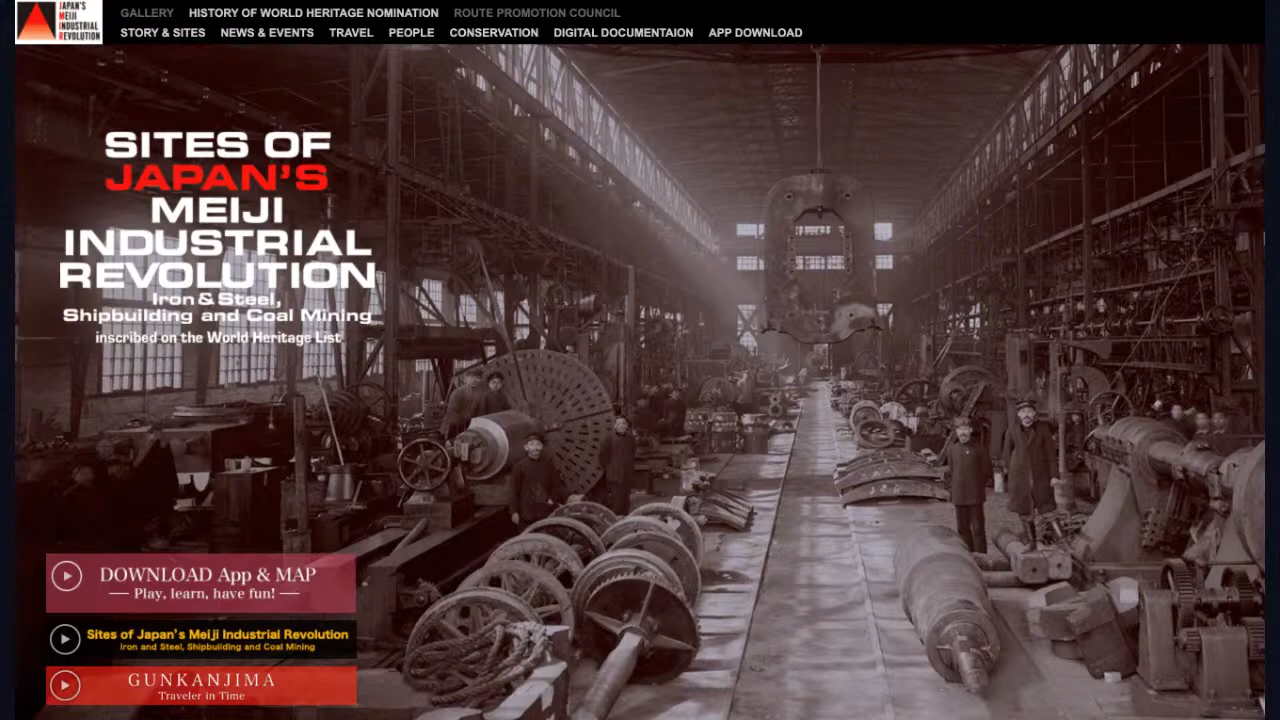 JAPAN'S
MEIJI
INDUSTRIAL
REVOLUTION
GALLERY HISTORY OF WORLD HERITAGE NOMINATION ROUTE PROMOTION COUNCIL
STORY & SITES NEWS & EVENTS TRAVEL PEOPLE CONSERVATION DIGITAL DOCUMENTAION APP DOWNLOAD
SITES OF
JAPAN'S
MEIJI
INDUSTRIAL
REVOLUTION
Iron & Steel,
Shipbuilding and Coal Mining
inscribed on the World Heritage List
DOWNLOAD App & MAP
— Play, learn, have fun! —
Sites of Japan's Meiji Industrial Revolution
Iron and Steel, Shipbuilding and Coal Mining
GUNKANJIMA
Traveler in Time